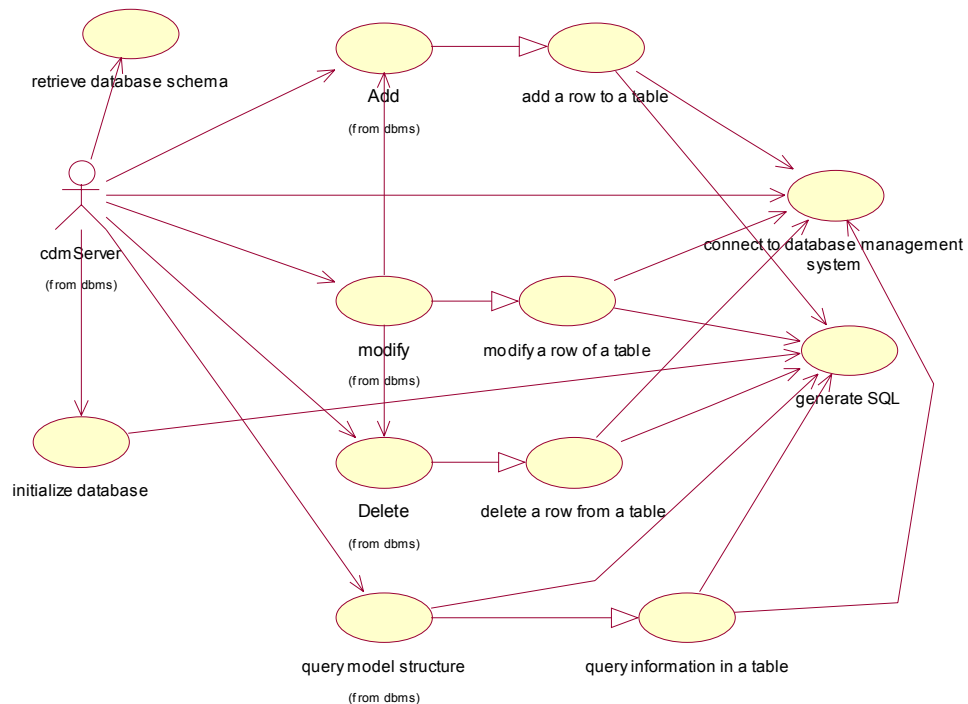 retrieve database schema
Add
(from dbms)
add a row to a table
cdmServer
(from dbms)
connect to database management
system
modify
(from dbms)
modify a row of a table
generate SQL
initialize database
Delete
(from dbms)
delete a row from a table
query model structure
(from dbms)
query information in a table